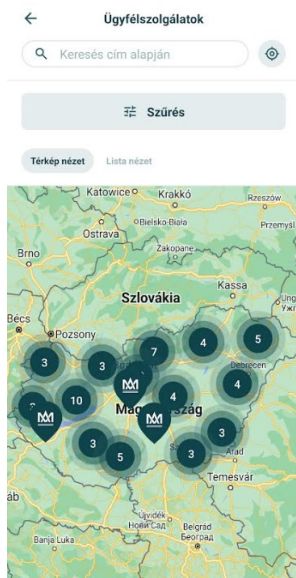 Ügyfélszolgálatok
Keresés cím alapján
Szűrés
Térkép nézet Lista nézet
Katowice Krakkó
Rzeszów
Ostrava
Bielsko-Biała
Przemyśl
Zakopane
Brno
Kassa
Szlovákia
Bécs
Pozsony
4
5
7
3
3
Debrecen
4
10
4
3
3
5
3
Arad
Temesvár
Újvidék
Нови Сад
Belgrád
Београд
Banja Luka